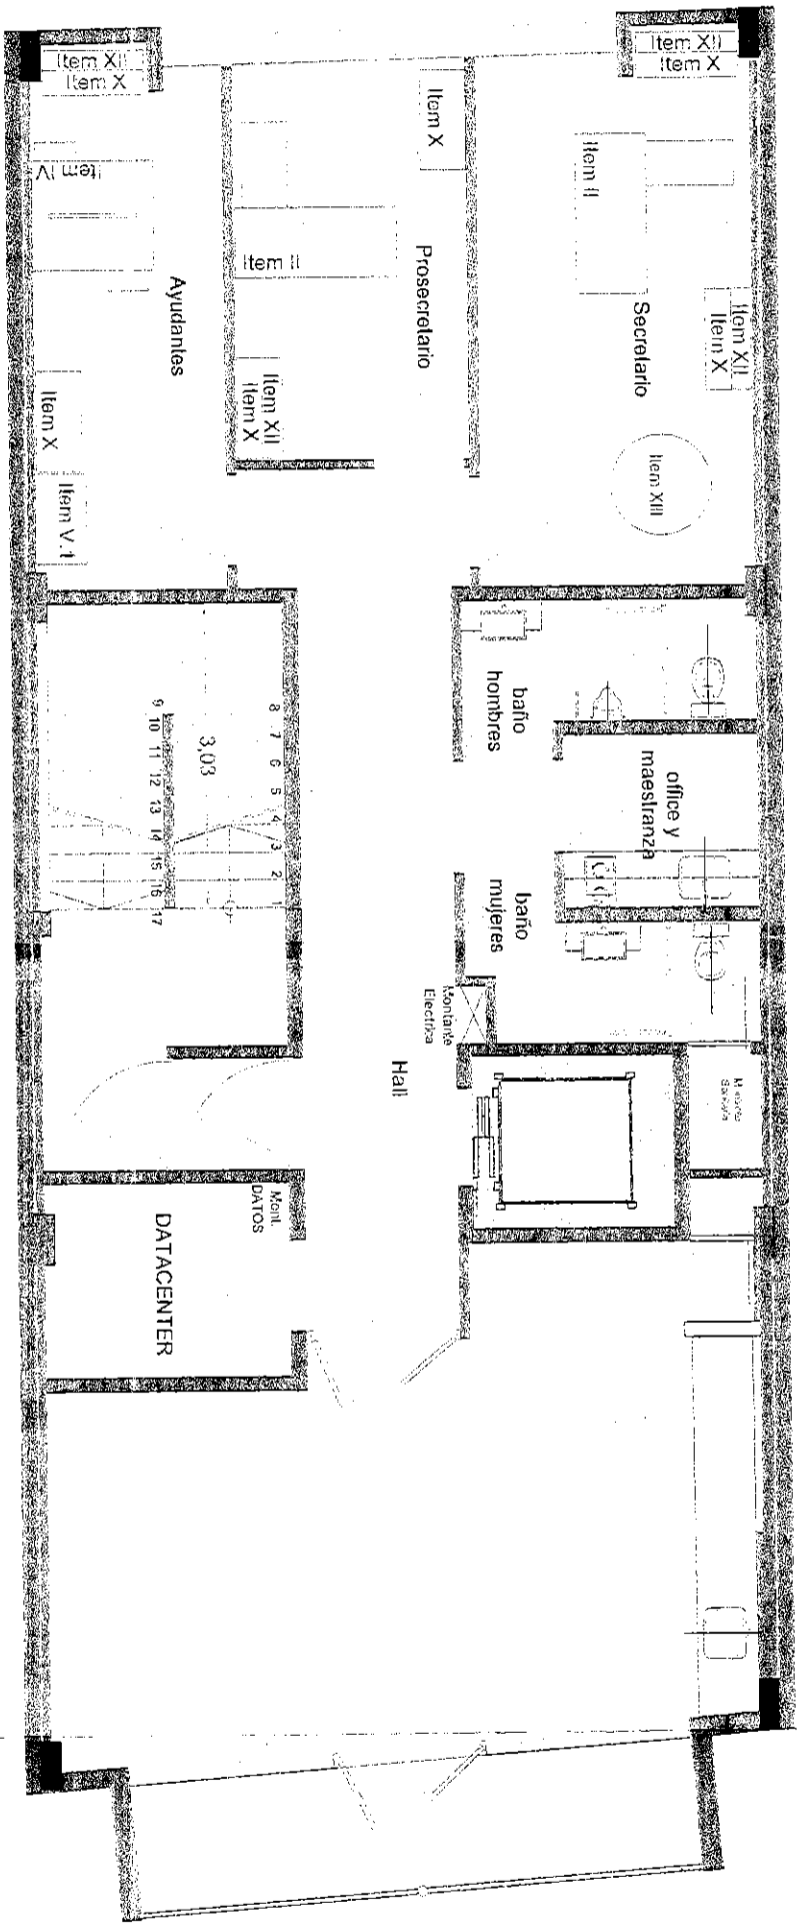 Item XII
Item X
Item IV
Ayudantes
Item X
Item V.1
Item X
Item II
Prosecretario
Item XII
Item X
Item XII
Item X
Item II
Secretario
Item XII
Item X
Item XIII
baño
hombres
office y
maestranza
baño
mujeres
8 7 6 5 4 3 2 1
3,03
9 10 11 12 13 14 15 16 17
Montante
Electrica
Hall
Mont.
DATOS
DATACENTER